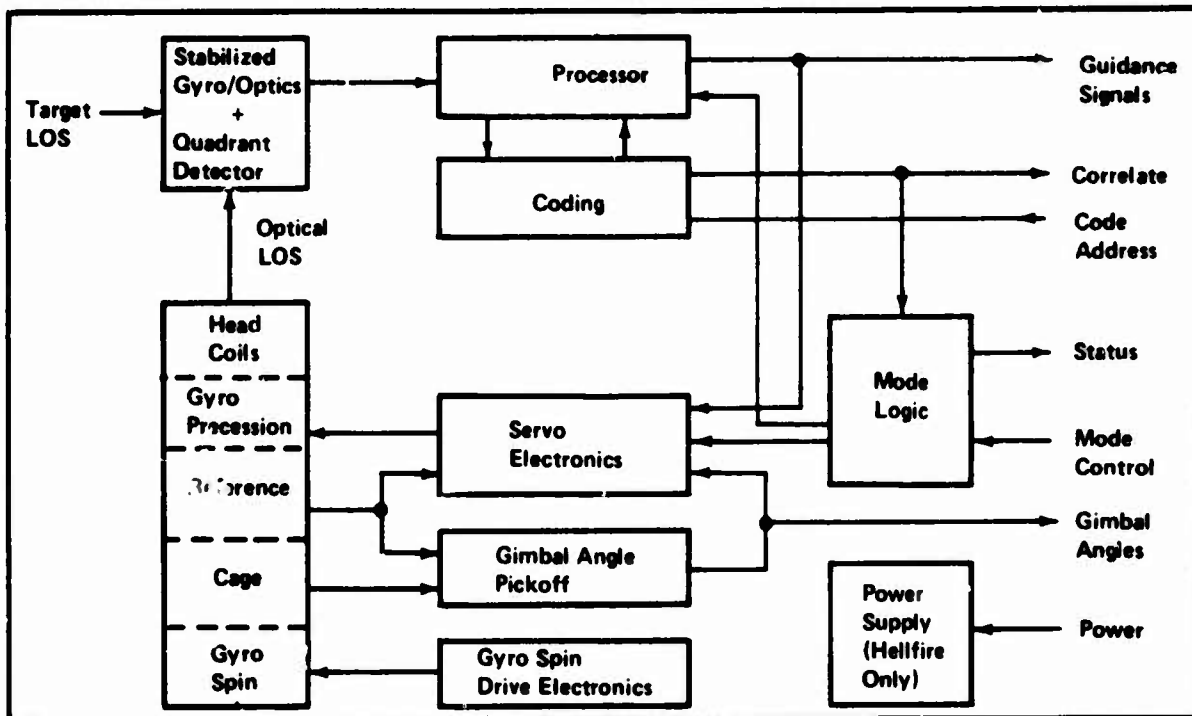 Stabilized
Gyro/Optics
+
Quadrant
Detector
Target
LOS
Optical
LOS
Processor
Coding
Guidance
Signals
Correlate
Code
Address
Head
Coils
Gyro
Precession
Reference
Cage
Gyro
Spin
Servo
Electronics
Gimbal Angle
Pickoff
Gyro Spin
Drive Electronics
Mode
Logic
Status
Mode
Control
Gimbal
Angles
Power
Supply
(Hellfire
Only)
Power